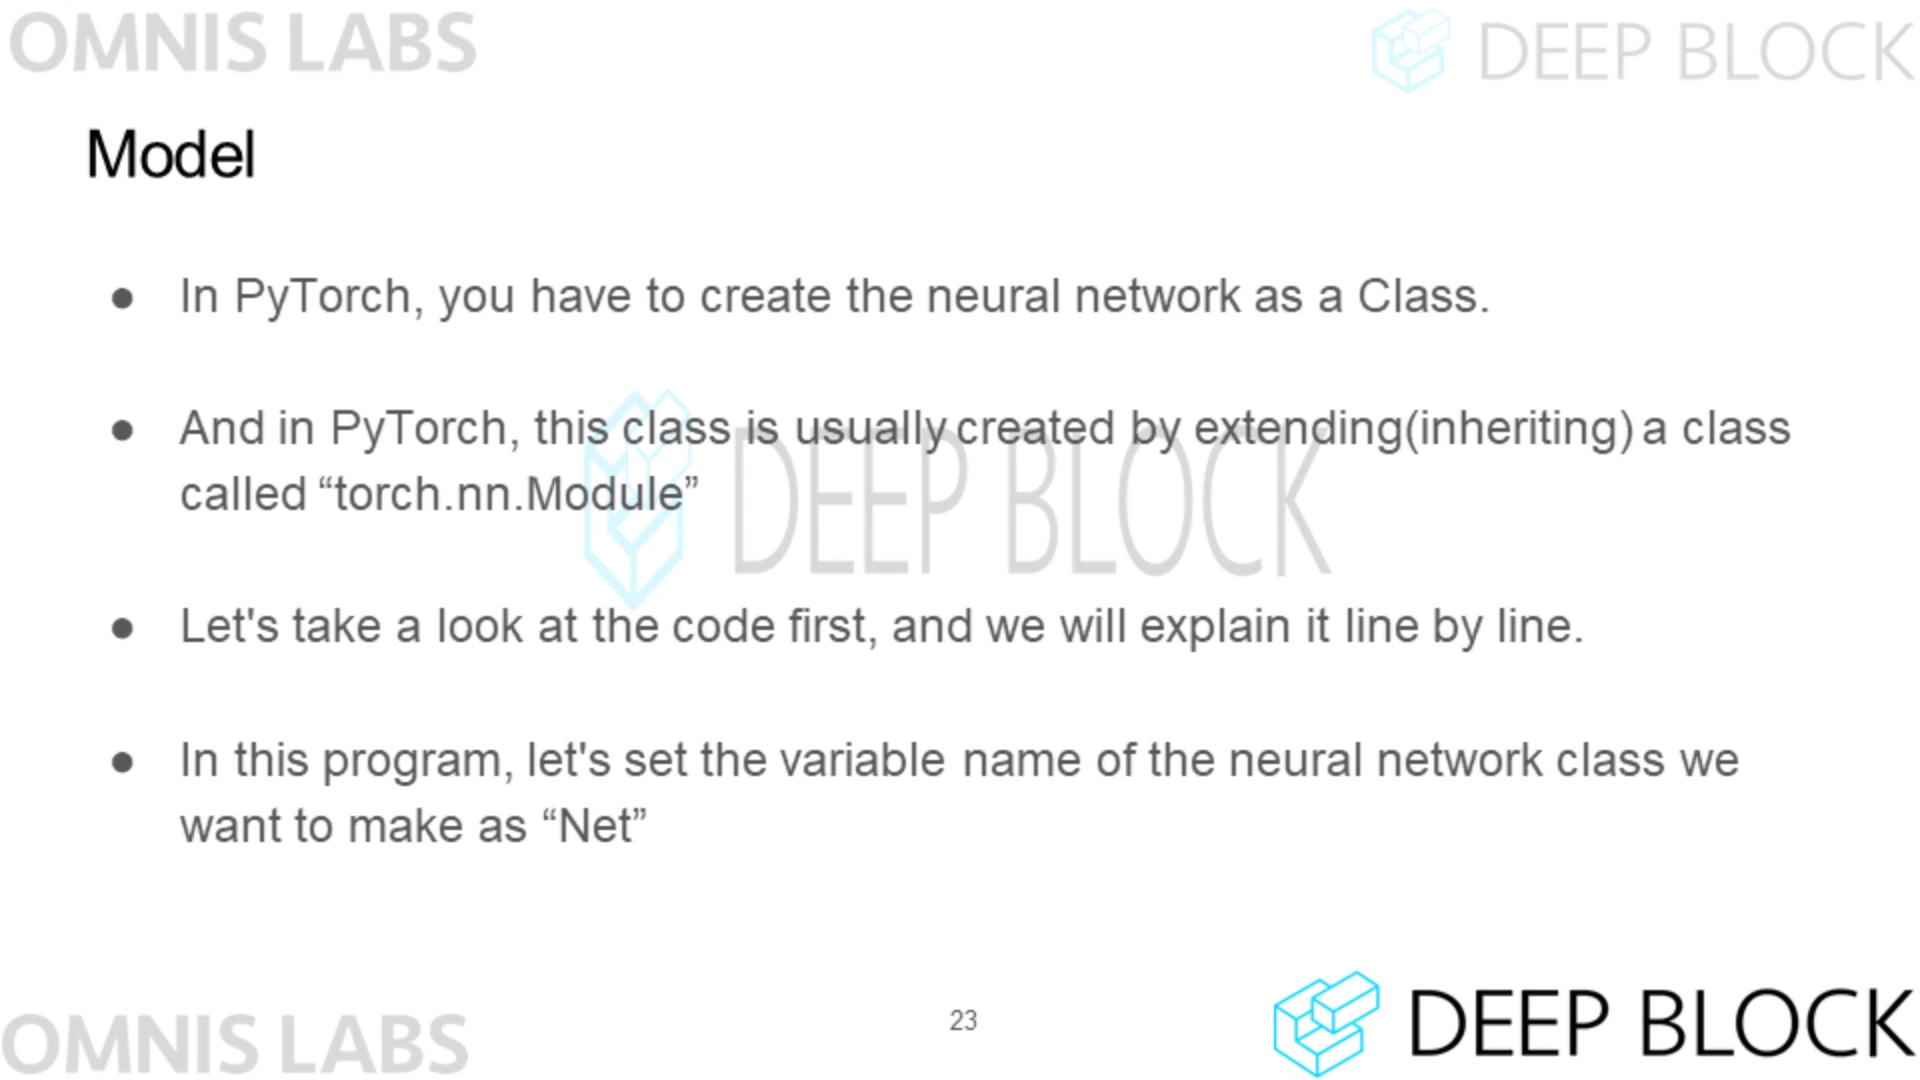 OMNIS LABS
DEEP BLOCK
Model
● In PyTorch, you have to create the neural network as a Class.
● And in PyTorch, this class is usually created by extending(inheriting) a class
called “torch.nn.Module”
DEEP BLOCK
● Let's take a look at the code first, and we will explain it line by line.
● In this program, let's set the variable name of the neural network class we
want to make as “Net”
OMNIS LABS
23
DEEP BLOCK